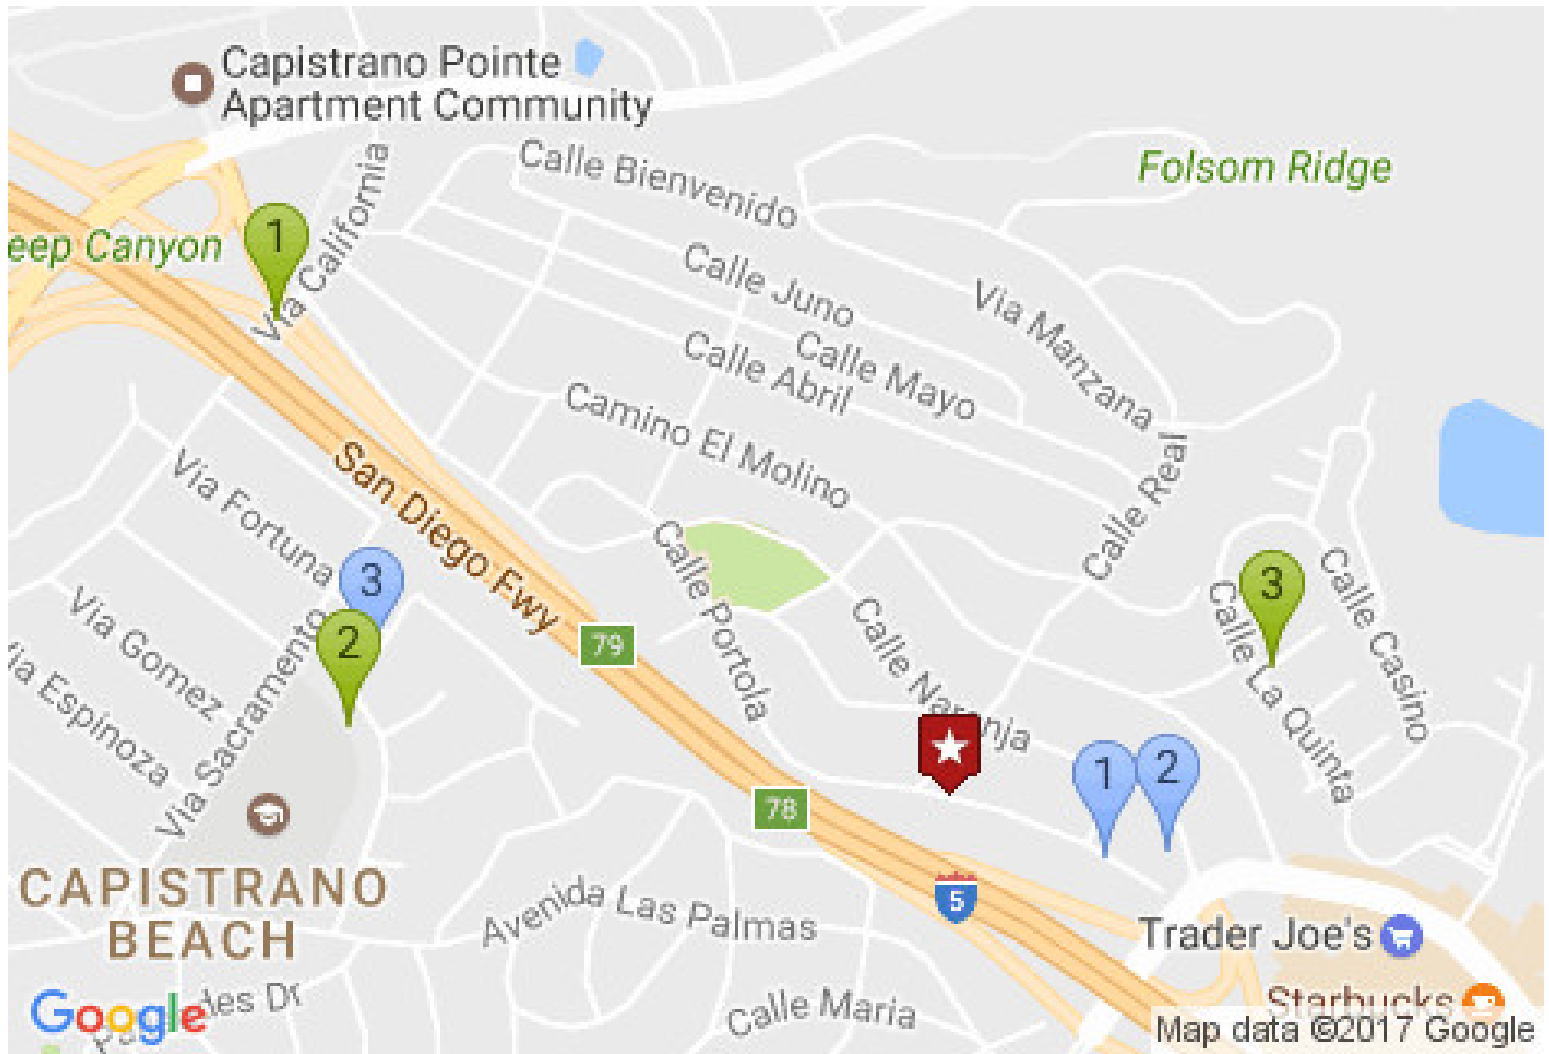 Capistrano Pointe
Apartment Community
Folsom Ridge
eep Canyon
1
Via California
Calle Bienvenido
Calle Juno
Calle Mayo
Calle Abril
Via Manzana
Camino El Molino
Calle Real
San Diego Fwy
Via Fortuna
3
2
Via Gomez
Via Sacramento
Via Espinoza
79
Calle Portola
Calle Naranja
3
Calle Casino
Calle La Quinta
1
2
78
5
CAPISTRANO
BEACH
Avenida Las Palmas
Trader Joe's
Starbucks
Calle Maria
Google
des Dr
Map data ©2017 Google